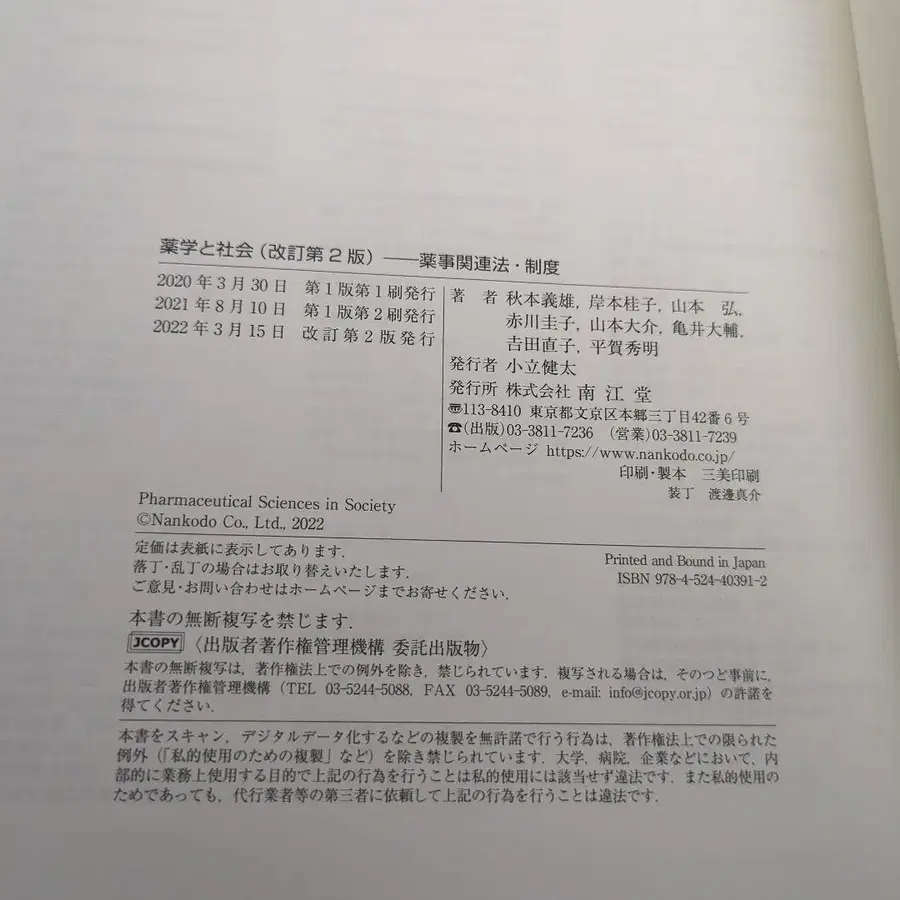 薬学と社会(改訂第2版)――薬事関連法・制度
2020年3月30日 第1版第1刷発行
2021年8月10日 第1版第2刷発行
2022年3月15日 改訂第2版発行
著 者 秋本義雄, 岸本桂子, 山本 弘,
赤川圭子, 山本大介, 亀井大輔,
𠮷田直子, 平賀秀明
発行者 小立健太
発行所 株式会社 南 江 堂
〠113-8410 東京都文京区本郷三丁目42番6号
☎(出版)03-3811-7236 (営業)03-3811-7239
ホームページ https://www.nankodo.co.jp/
印刷・製本 三美印刷
装丁 渡邊真介
Pharmaceutical Sciences in Society
©Nankodo Co., Ltd., 2022
定価は表紙に表示してあります.
落丁・乱丁の場合はお取り替えいたします.
ご意見・お問い合わせはホームページまでお寄せください.
Printed and Bound in Japan
ISBN 978-4-524-40391-2
本書の無断複写を禁じます.
JCOPY 〈出版者著作権管理機構 委託出版物〉
本書の無断複写は, 著作権法上での例外を除き, 禁じられています. 複写される場合は, そのつど事前に,
出版者著作権管理機構 (TEL 03-5244-5088, FAX 03-5244-5089, e-mail: info@jcopy.or.jp) の許諾を
得てください.
本書をスキャン, デジタルデータ化するなどの複製を無許諾で行う行為は, 著作権法上での限られた
例外(「私的使用のための複製」など)を除き禁じられています. 大学, 病院, 企業などにおいて, 内
部的に業務上使用する目的で上記の行為を行うことは私的使用には該当せず違法です. また私的使用の
ためであっても, 代行業者等の第三者に依頼して上記の行為を行うことは違法です.